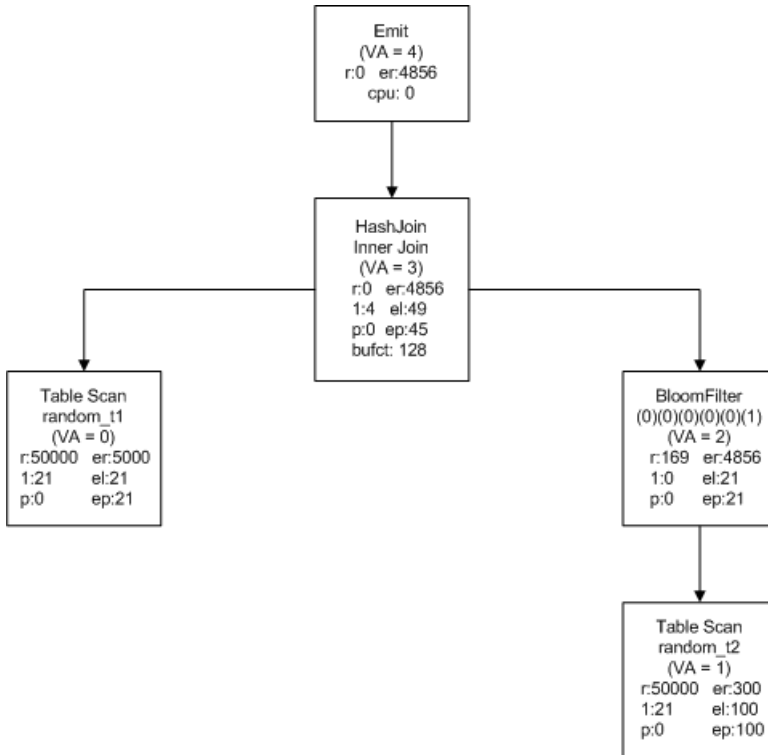 Emit
(VA = 4)
r:0 er:4856
cpu: 0
HashJoin
Inner Join
(VA = 3)
r:0 er:4856
1:4 el:49
p:0 ep:45
bufct: 128
Table Scan
random_t1
(VA = 0)
r:50000 er:5000
1:21 el:21
p:0 ep:21
BloomFilter
(0)(0)(0)(0)(0)(1)
(VA = 2)
r:169 er:4856
1:0 el:21
p:0 ep:21
Table Scan
random_t2
(VA = 1)
r:50000 er:300
1:21 el:100
p:0 ep:100